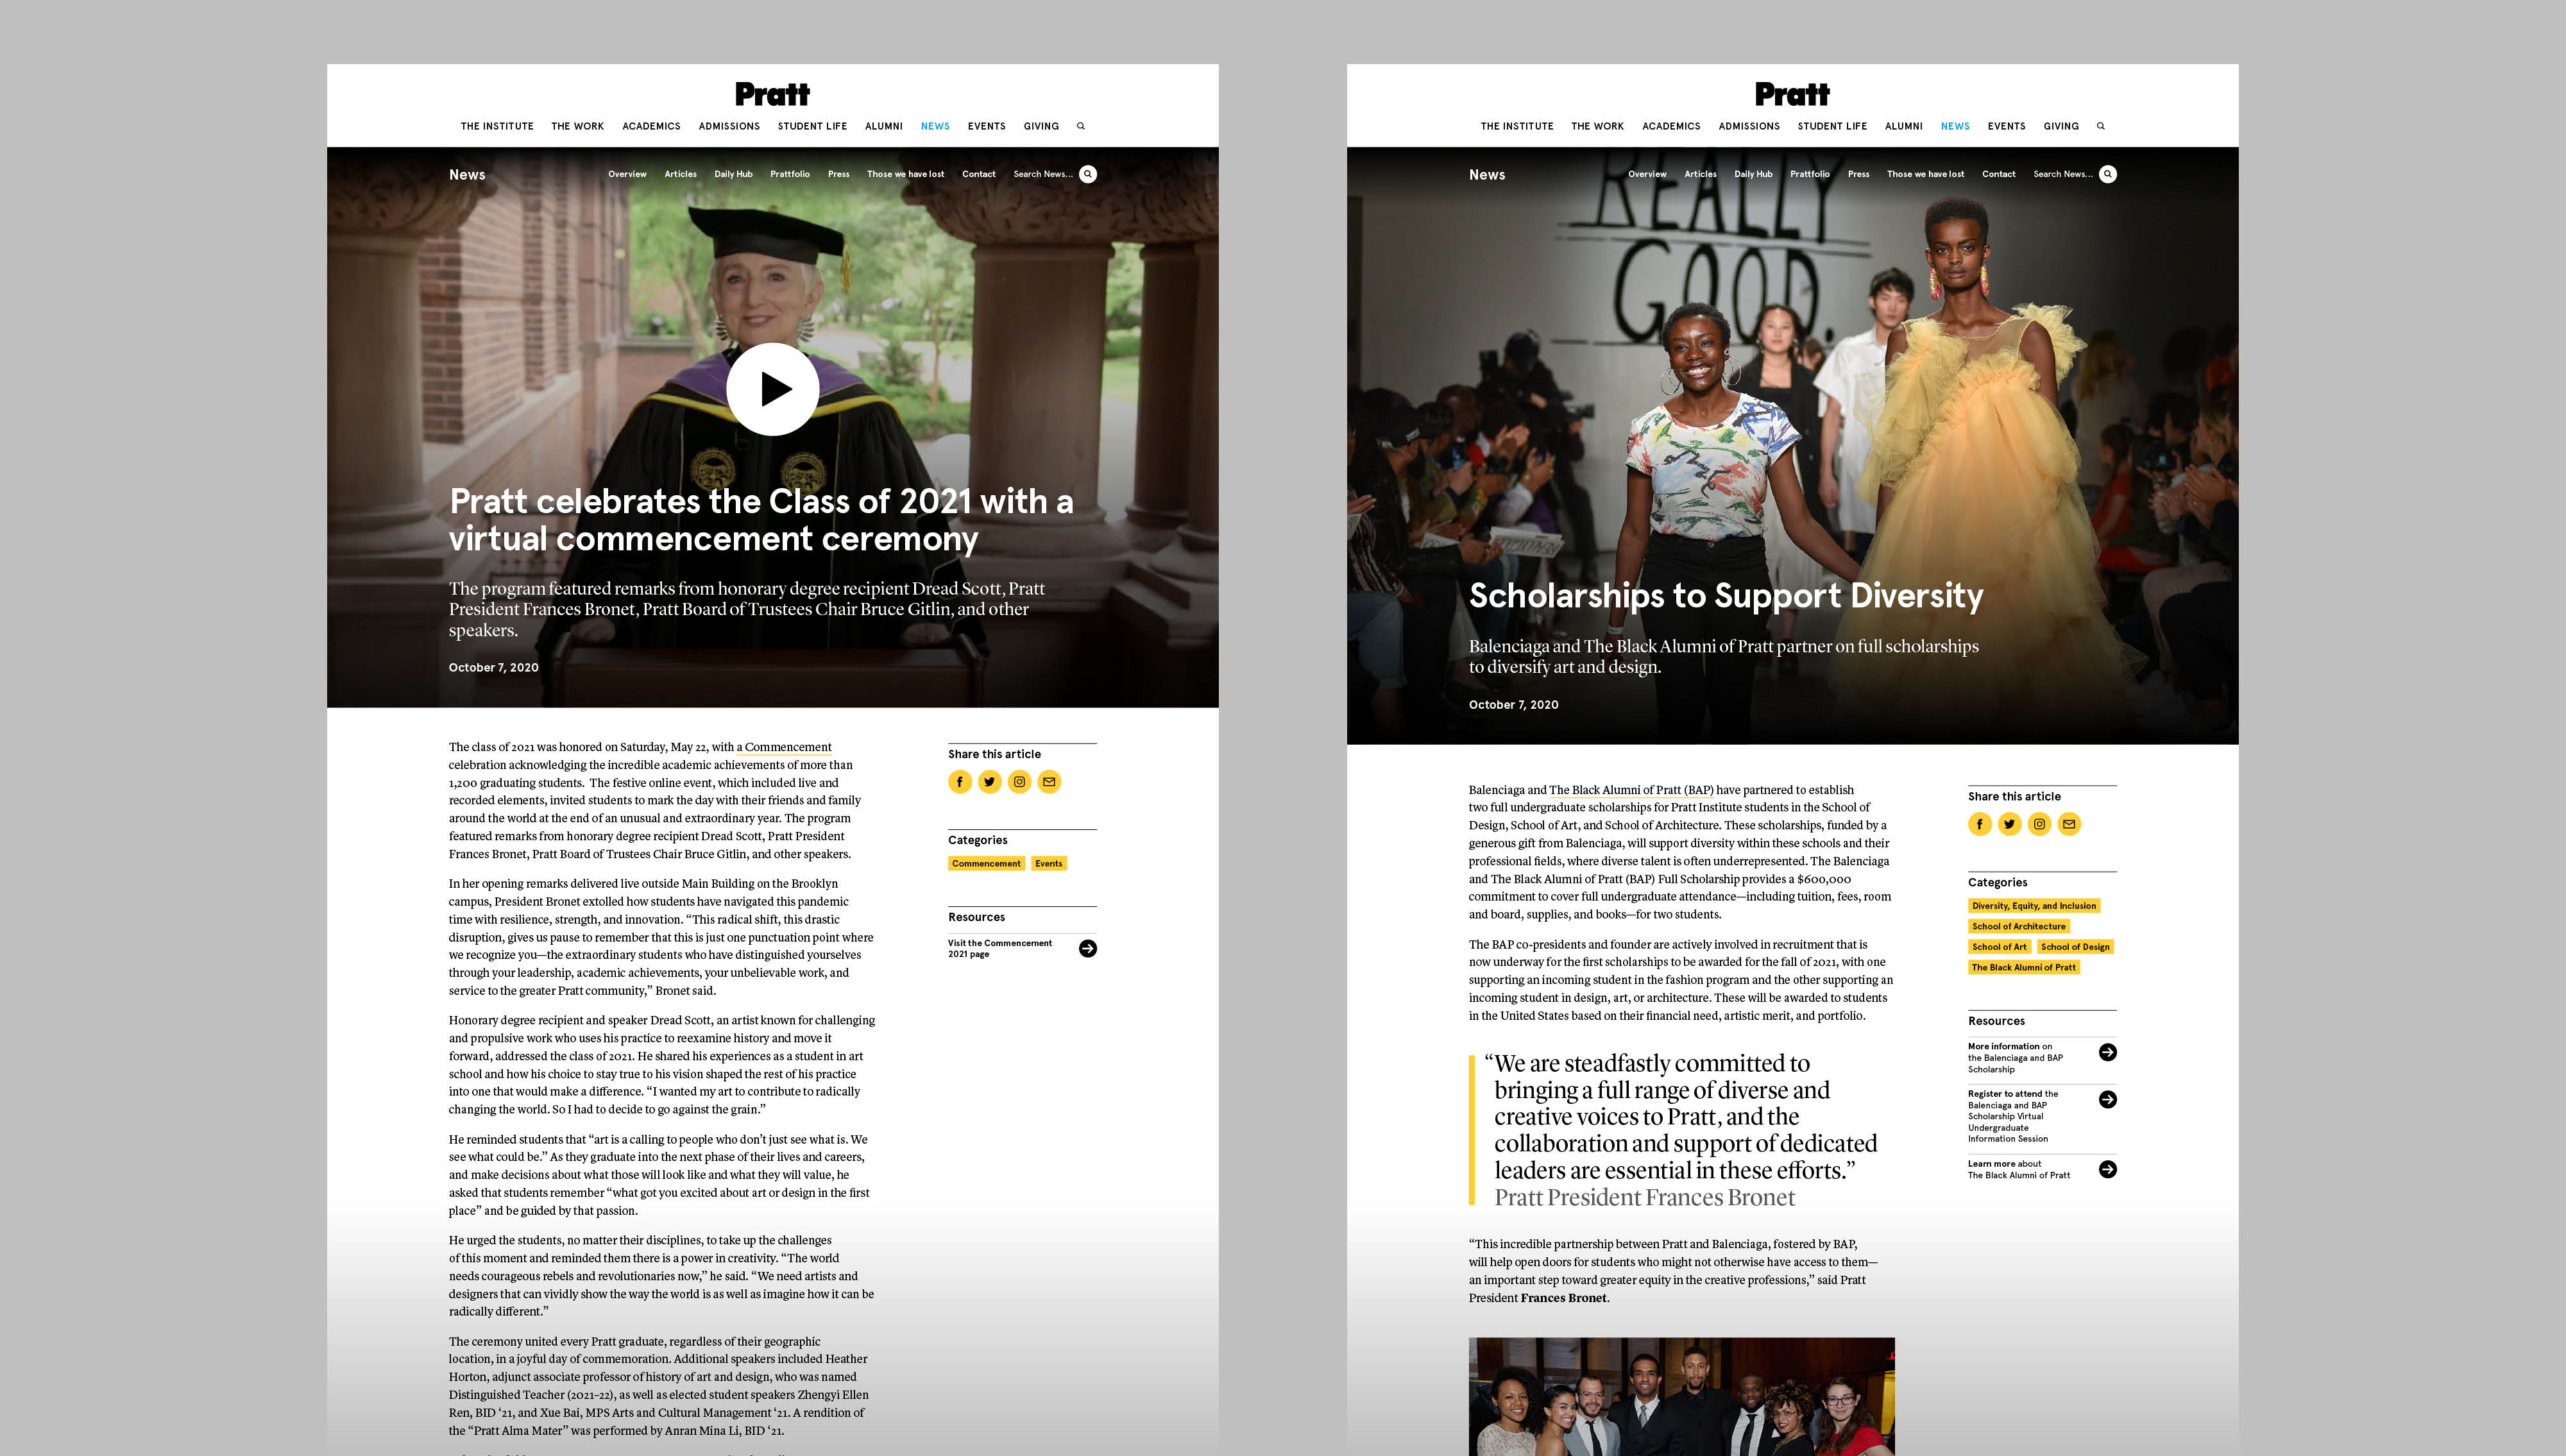 Pratt
THE INSTITUTE THE WORK ACADEMICS ADMISSIONS STUDENT LIFE ALUMNI NEWS EVENTS GIVING
News Overview Articles Daily Hub Prattfolio Press Those we have lost Contact Search News...
Pratt celebrates the Class of 2021 with a
virtual commencement ceremony
The program featured remarks from honorary degree recipient Dread Scott, Pratt
President Frances Bronet, Pratt Board of Trustees Chair Bruce Gitlin, and other
speakers.
October 7, 2020
The class of 2021 was honored on Saturday, May 22, with a Commencement
celebration acknowledging the incredible academic achievements of more than
1,200 graduating students.  The festive online event, which included live and
recorded elements, invited students to mark the day with their friends and family
around the world at the end of an unusual and extraordinary year. The program
featured remarks from honorary degree recipient Dread Scott, Pratt President
Frances Bronet, Pratt Board of Trustees Chair Bruce Gitlin, and other speakers.
In her opening remarks delivered live outside Main Building on the Brooklyn
campus, President Bronet extolled how students have navigated this pandemic
time with resilience, strength, and innovation. “This radical shift, this drastic
disruption, gives us pause to remember that this is just one punctuation point where
we recognize you—the extraordinary students who have distinguished yourselves
through your leadership, academic achievements, your unbelievable work, and
service to the greater Pratt community,” Bronet said.
Honorary degree recipient and speaker Dread Scott, an artist known for challenging
and propulsive work who uses his practice to reexamine history and move it
forward, addressed the class of 2021. He shared his experiences as a student in art
school and how his choice to stay true to his vision shaped the rest of his practice
into one that would make a difference. “I wanted my art to contribute to radically
changing the world. So I had to decide to go against the grain.”
He reminded students that “art is a calling to people who don’t just see what is. We
see what could be.” As they graduate into the next phase of their lives and careers,
and make decisions about what those will look like and what they will value, he
asked that students remember “what got you excited about art or design in the first
place” and be guided by that passion.
He urged the students, no matter their disciplines, to take up the challenges
of this moment and reminded them there is a power in creativity. “The world
needs courageous rebels and revolutionaries now,” he said. “We need artists and
designers that can vividly show the way the world is as well as imagine how it can be
radically different.”
The ceremony united every Pratt graduate, regardless of their geographic
location, in a joyful day of commemoration. Additional speakers included Heather
Horton, adjunct associate professor of history of art and design, who was named
Distinguished Teacher (2021–22), as well as elected student speakers Zhengyi Ellen
Ren, BID ‘21, and Xue Bai, MPS Arts and Cultural Management ‘21. A rendition of
the “Pratt Alma Mater” was performed by Anran Mina Li, BID ‘21.
Share this article
Categories
Commencement Events
Resources
Visit the Commencement
2021 page
Pratt
THE INSTITUTE THE WORK ACADEMICS ADMISSIONS STUDENT LIFE ALUMNI NEWS EVENTS GIVING
News Overview Articles Daily Hub Prattfolio Press Those we have lost Contact Search News...
REALLY
GOOD.
Scholarships to Support Diversity
Balenciaga and The Black Alumni of Pratt partner on full scholarships
to diversify art and design.
October 7, 2020
Balenciaga and The Black Alumni of Pratt (BAP) have partnered to establish
two full undergraduate scholarships for Pratt Institute students in the School of
Design, School of Art, and School of Architecture. These scholarships, funded by a
generous gift from Balenciaga, will support diversity within these schools and their
professional fields, where diverse talent is often underrepresented. The Balenciaga
and The Black Alumni of Pratt (BAP) Full Scholarship provides a $600,000
commitment to cover full undergraduate attendance—including tuition, fees, room
and board, supplies, and books—for two students.
The BAP co-presidents and founder are actively involved in recruitment that is
now underway for the first scholarships to be awarded for the fall of 2021, with one
supporting an incoming student in the fashion program and the other supporting an
incoming student in design, art, or architecture. These will be awarded to students
in the United States based on their financial need, artistic merit, and portfolio.
“We are steadfastly committed to
bringing a full range of diverse and
creative voices to Pratt, and the
collaboration and support of dedicated
leaders are essential in these efforts.”
Pratt President Frances Bronet
“This incredible partnership between Pratt and Balenciaga, fostered by BAP,
will help open doors for students who might not otherwise have access to them—
an important step toward greater equity in the creative professions,” said Pratt
President Frances Bronet.
Share this article
Categories
Diversity, Equity, and Inclusion
School of Architecture
School of Art School of Design
The Black Alumni of Pratt
Resources
More information on
the Balenciaga and BAP
Scholarship
Register to attend the
Balenciaga and BAP
Scholarship Virtual
Undergraduate
Information Session
Learn more about
The Black Alumni of Pratt